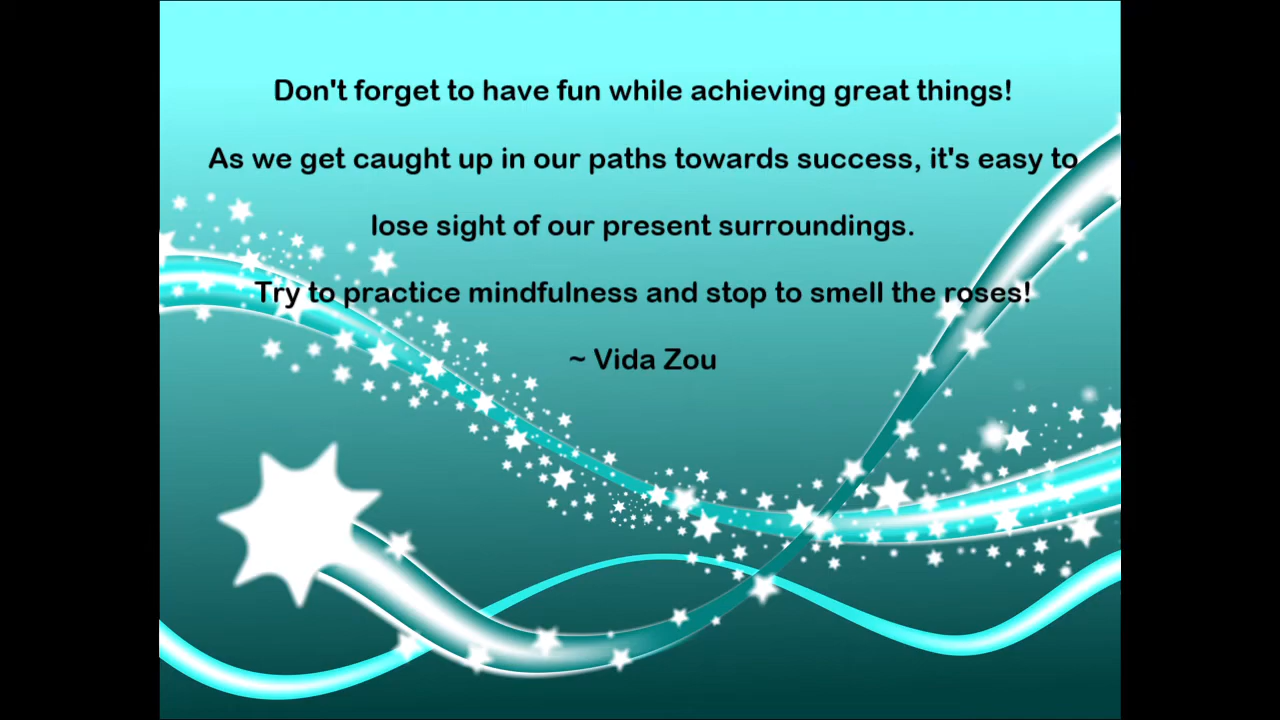 Don't forget to have fun while achieving great things!
As we get caught up in our paths towards success, it's easy to
lose sight of our present surroundings.
Try to practice mindfulness and stop to smell the roses!
~ Vida Zou